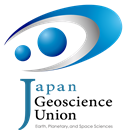 Japan
Geoscience
Union
Earth, Planetary, and Space Sciences